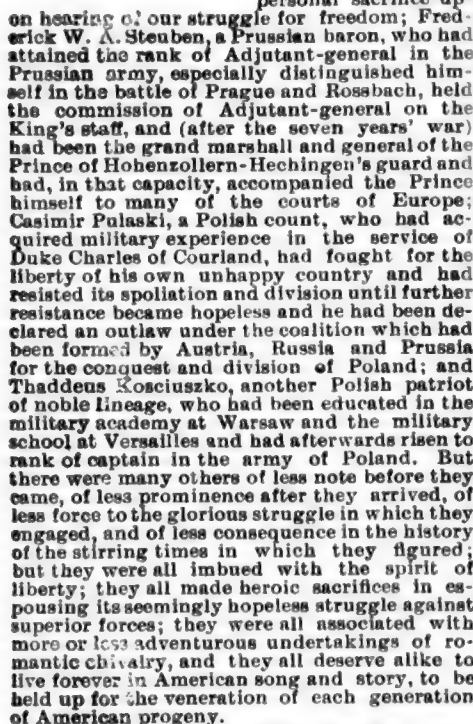 personal sacrifice up-
on hearing of our struggle for freedom; Fred-
erick W. A. Steuben, a Prussian baron, who had
attained the rank of Adjutant-general in the
Prussian army, especially distinguished him-
self in the battle of Prague and Rossbach, held
the commission of Adjutant-general on the
King's staff, and (after the seven years' war)
had been the grand marshall and general of the
Prince of Hohenzollern-Hechingen's guard and
had, in that capacity, accompanied the Prince
himself to many of the courts of Europe;
Casimir Pulaski, a Polish count, who had ac-
quired military experience in the service of
Duke Charles of Courland, had fought for the
liberty of his own unhappy country and had
resisted its spoliation and division until further
resistance became hopeless and he had been de-
clared an outlaw under the coalition which had
been formed by Austria, Russia and Prussia
for the conquest and division of Poland; and
Thaddeus Kosciuszko, another Polish patriot
of noble lineage, who had been educated in the
military academy at Warsaw and the military
school at Versailles and had afterwards risen to
rank of captain in the army of Poland. But
there were many others of less note before they
came, of less prominence after they arrived, of
less force to the glorious struggle in which they
engaged, and of less consequence in the history
of the stirring times in which they figured;
but they were all imbued with the spirit of
liberty; they all made heroic sacrifices in es-
pousing its seemingly hopeless struggle against
superior forces; they were all associated with
more or less adventurous undertakings of ro-
mantic chivalry, and they all deserve alike to
live forever in American song and story, to be
held up for the veneration of each generation
of American progeny.